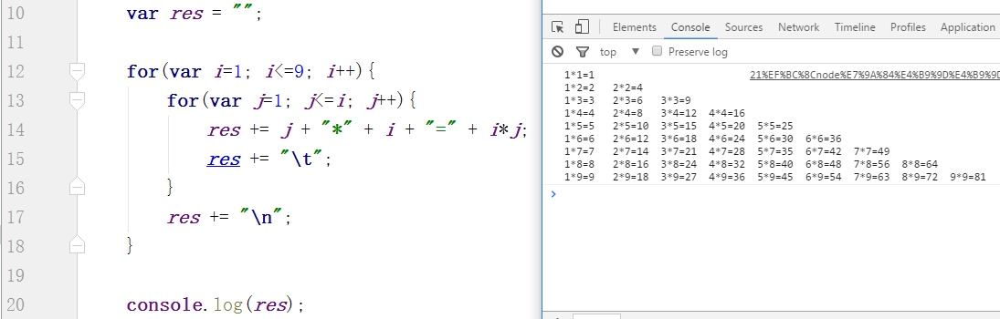 10 var res = "";
11
12 for(var i=1; i<=9; i++){
13 for(var j=1; j<=i; j++){
14 res += j + "*" + i + "=" + i*j;
15 res += "\t";
16 }
17 res += "\n";
18 }
19
20 console.log(res);
Elements Console Sources Network Timeline Profiles Application
top ▼ Preserve log
1*1=1 21%EF%BC%8Cnode%E7%9A%84%E4%B9%9D%E4%B9%9D
1*2=2 2*2=4
1*3=3 2*3=6 3*3=9
1*4=4 2*4=8 3*4=12 4*4=16
1*5=5 2*5=10 3*5=15 4*5=20 5*5=25
1*6=6 2*6=12 3*6=18 4*6=24 5*6=30 6*6=36
1*7=7 2*7=14 3*7=21 4*7=28 5*7=35 6*7=42 7*7=49
1*8=8 2*8=16 3*8=24 4*8=32 5*8=40 6*8=48 7*8=56 8*8=64
1*9=9 2*9=18 3*9=27 4*9=36 5*9=45 6*9=54 7*9=63 8*9=72 9*9=81
>